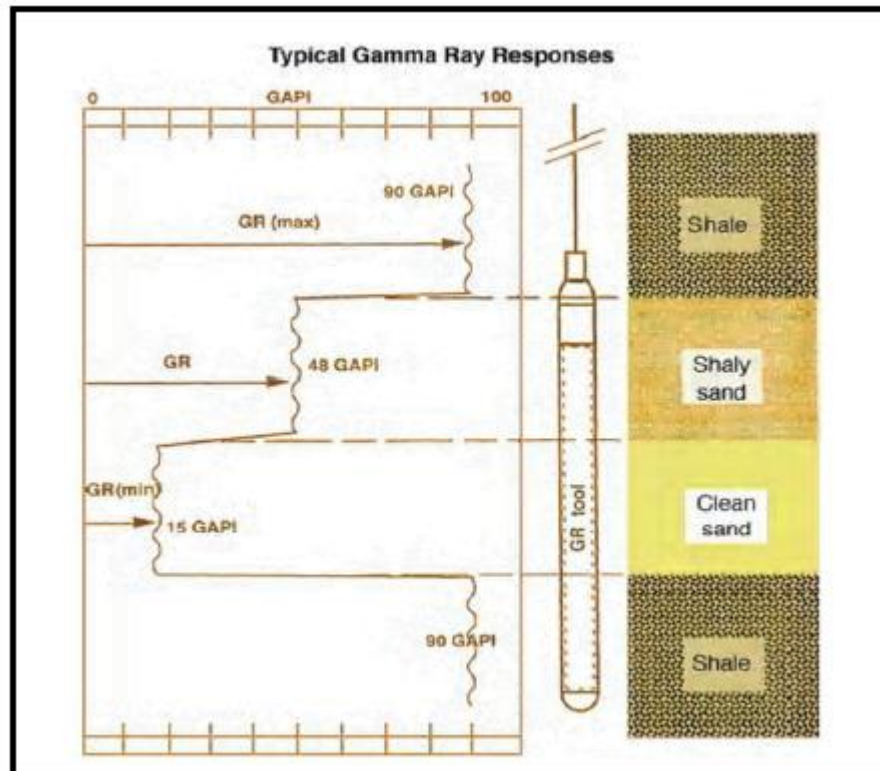 Typical Gamma Ray Responses
0 GAPI 100
90 GAPI
GR (max)
Shale
GR
48 GAPI
Shaly
sand
GR(min)
15 GAPI
GR tool
Clean
sand
90 GAPI
Shale